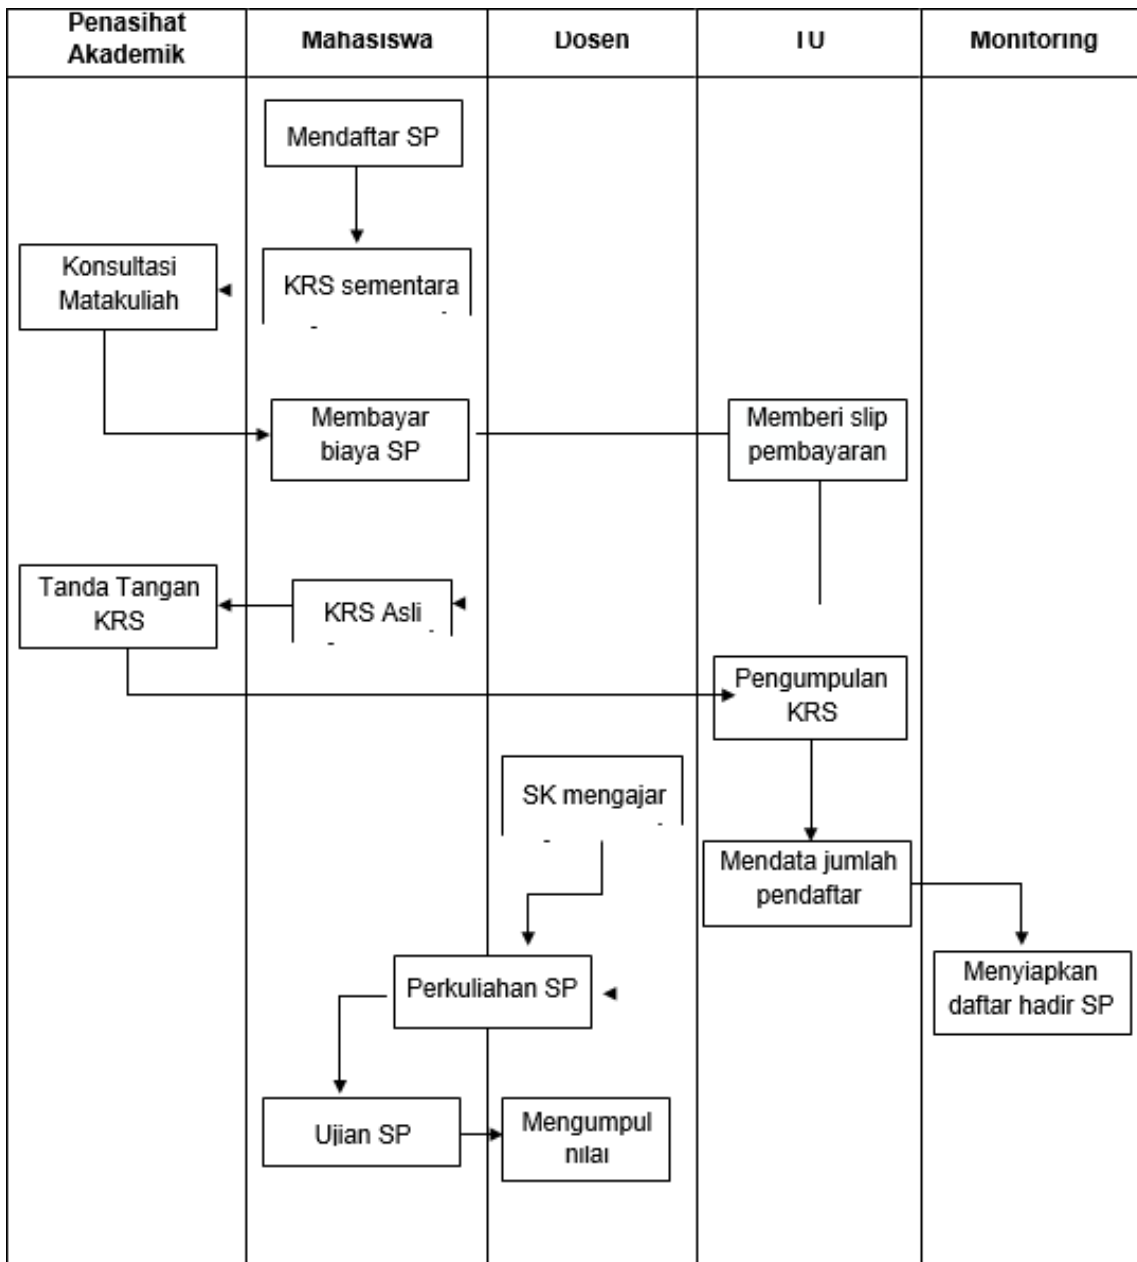 Penasihat
Akademik
Mahasiswa
Dosen
TU
Monitoring
Mendaftar SP
Konsultasi
Matakuliah
KRS sementara
Membayar
biaya SP
Memberi slip
pembayaran
Tanda Tangan
KRS
KRS Asli
Pengumpulan
KRS
SK mengajar
Mendata jumlah
pendaftar
Perkuliahan SP
Menyiapkan
daftar hadir SP
Ujian SP
Mengumpul
nilai